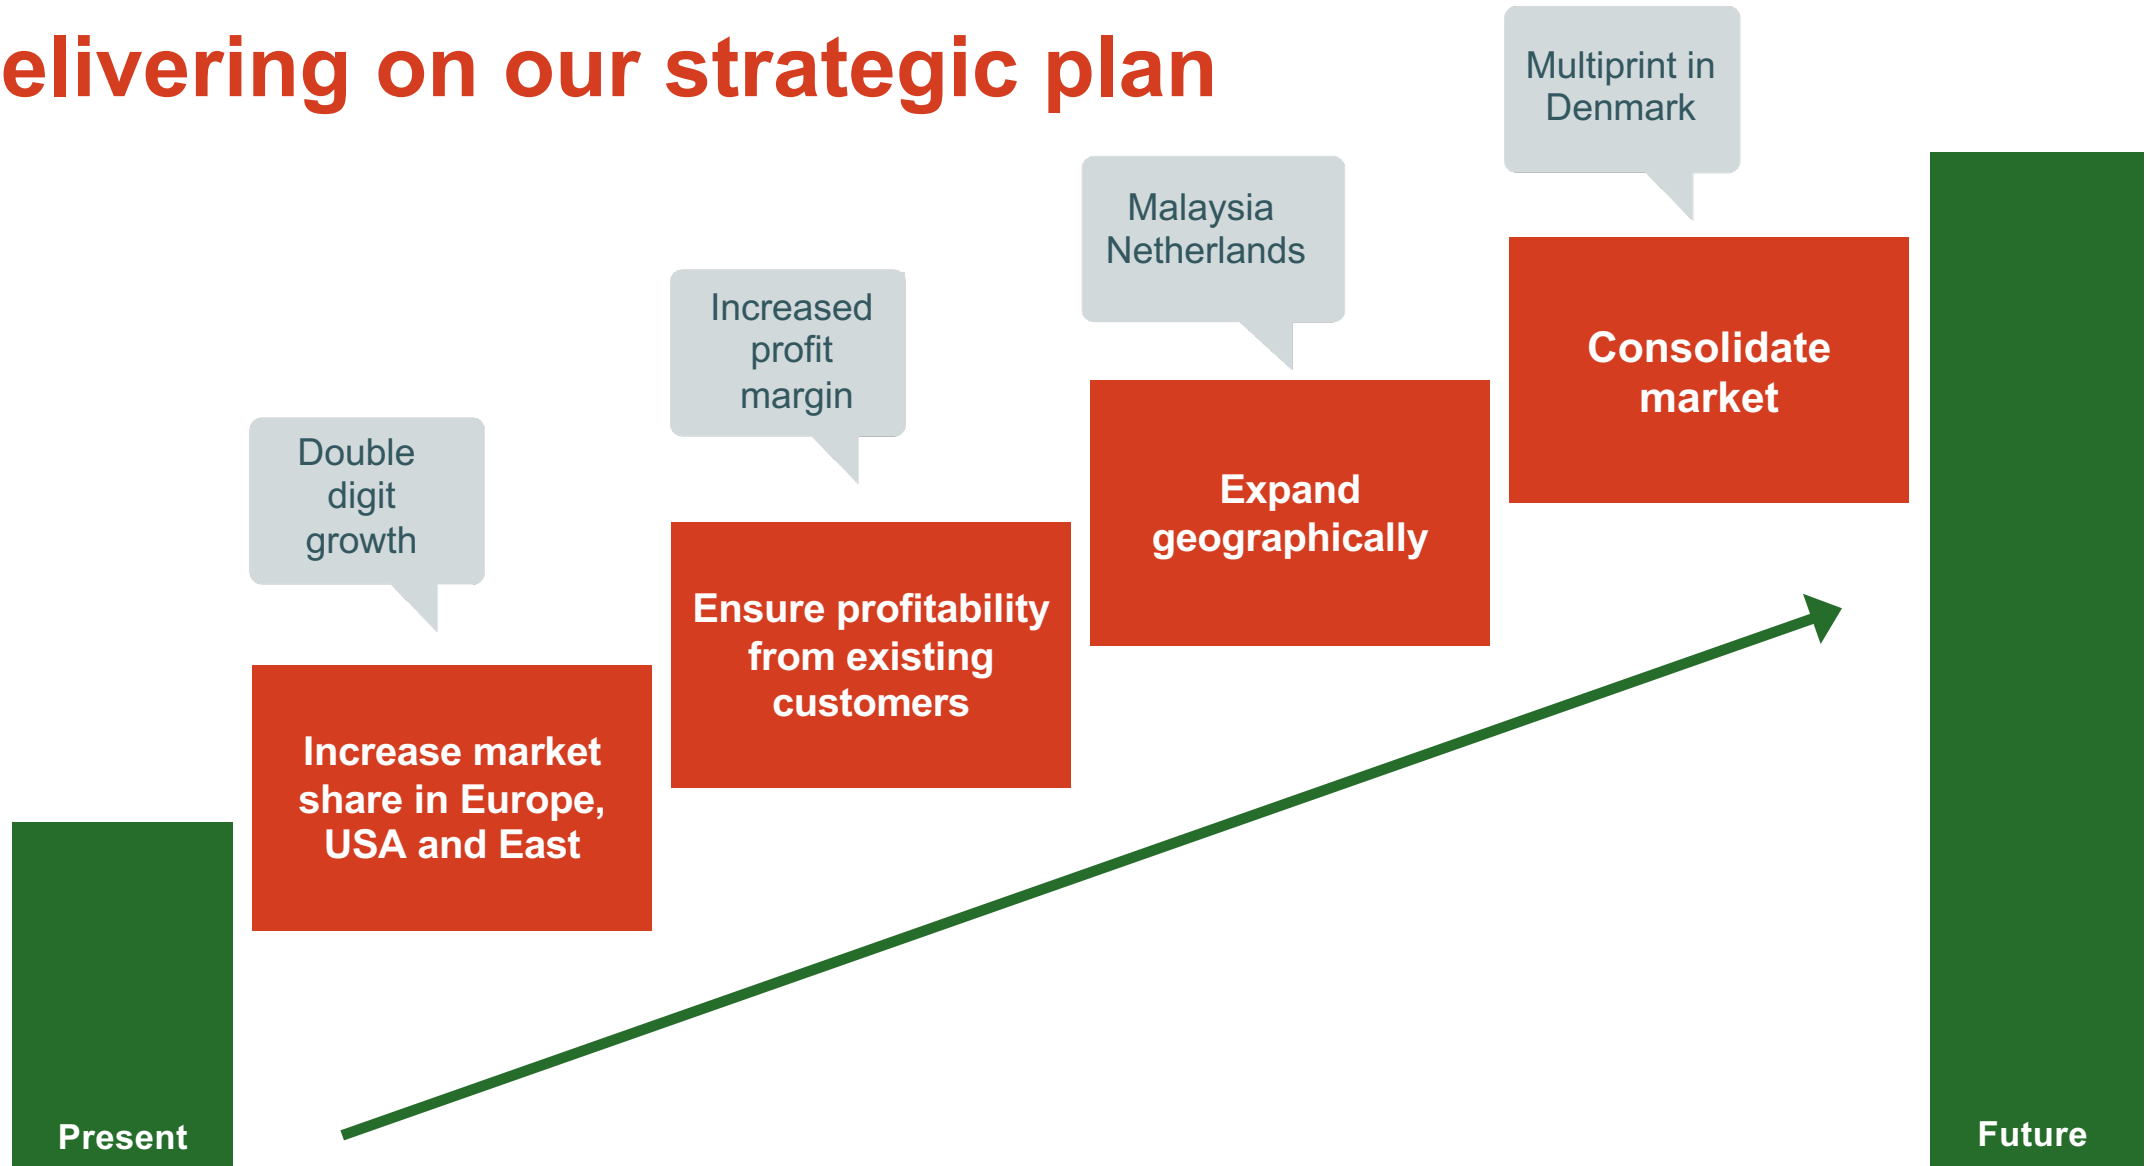 elivering on our strategic plan
Multiprint in
Denmark
Malaysia
Netherlands
Increased
profit
margin
Double
digit
growth
Consolidate
market
Expand
geographically
Ensure profitability
from existing
customers
Increase market
share in Europe,
USA and East
Present
Future